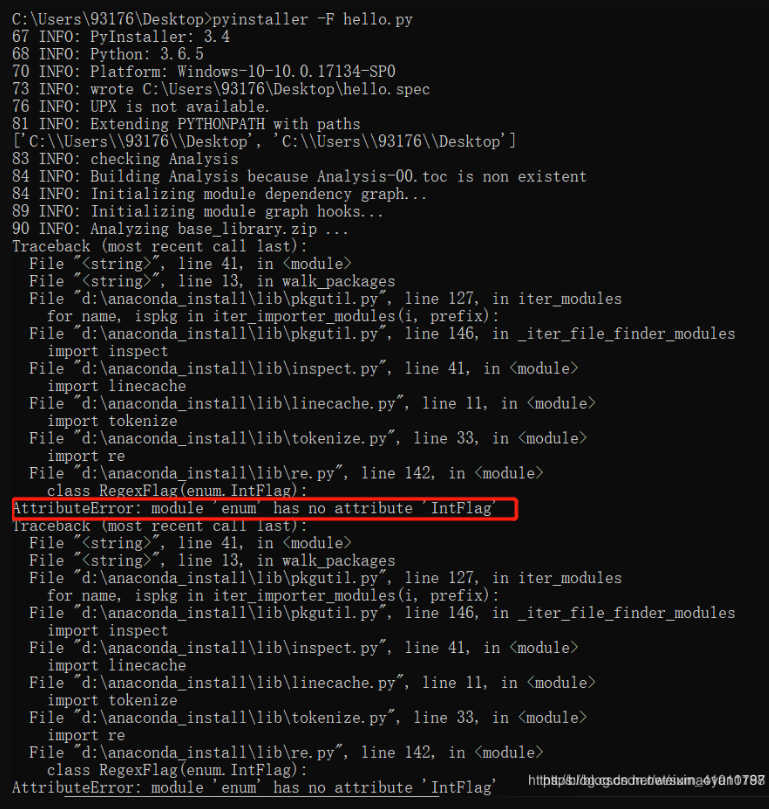 C:\Users\93176\Desktop>pyinstaller -F hello.py
67 INFO: PyInstaller: 3.4
68 INFO: Python: 3.6.5
70 INFO: Platform: Windows-10-10.0.17134-SP0
73 INFO: wrote C:\Users\93176\Desktop\hello.spec
76 INFO: UPX is not available.
81 INFO: Extending PYTHONPATH with paths
['C:\\Users\\93176\\Desktop', 'C:\\Users\\93176\\Desktop']
83 INFO: checking Analysis
84 INFO: Building Analysis because Analysis-00.toc is non existent
84 INFO: Initializing module dependency graph...
89 INFO: Initializing module graph hooks...
90 INFO: Analyzing base_library.zip ...
Traceback (most recent call last):
  File "<string>", line 41, in <module>
  File "<string>", line 13, in walk_packages
  File "d:\anaconda_install\lib\pkgutil.py", line 127, in iter_modules
    for name, ispkg in iter_importer_modules(i, prefix):
  File "d:\anaconda_install\lib\pkgutil.py", line 146, in _iter_file_finder_modules
    import inspect
  File "d:\anaconda_install\lib\inspect.py", line 41, in <module>
    import linecache
  File "d:\anaconda_install\lib\linecache.py", line 11, in <module>
    import tokenize
  File "d:\anaconda_install\lib\tokenize.py", line 33, in <module>
    import re
  File "d:\anaconda_install\lib\re.py", line 142, in <module>
    class RegexFlag(enum.IntFlag):
AttributeError: module 'enum' has no attribute 'IntFlag'
Traceback (most recent call last):
  File "<string>", line 41, in <module>
  File "<string>", line 13, in walk_packages
  File "d:\anaconda_install\lib\pkgutil.py", line 127, in iter_modules
    for name, ispkg in iter_importer_modules(i, prefix):
  File "d:\anaconda_install\lib\pkgutil.py", line 146, in _iter_file_finder_modules
    import inspect
  File "d:\anaconda_install\lib\inspect.py", line 41, in <module>
    import linecache
  File "d:\anaconda_install\lib\linecache.py", line 11, in <module>
    import tokenize
  File "d:\anaconda_install\lib\tokenize.py", line 33, in <module>
    import re
  File "d:\anaconda_install\lib\re.py", line 142, in <module>
    class RegexFlag(enum.IntFlag):
AttributeError: module 'enum' has no attribute 'IntFlag'